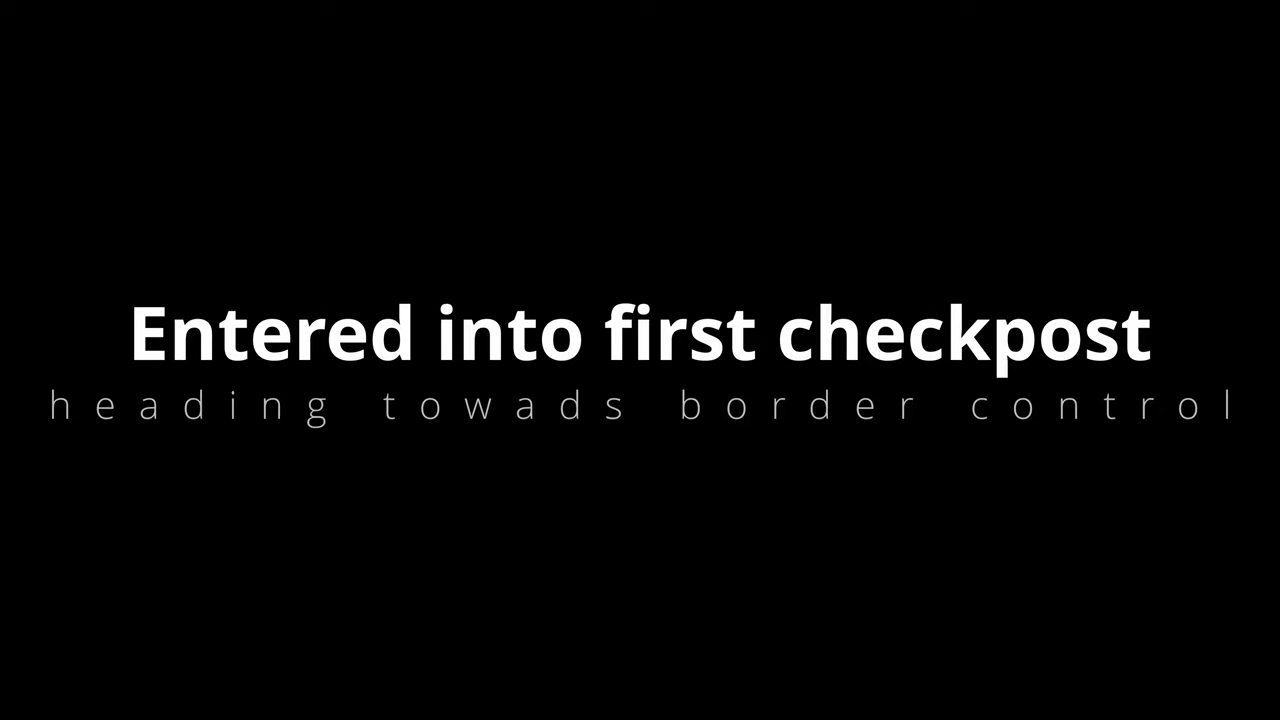 Entered into first checkpost
heading towads border control